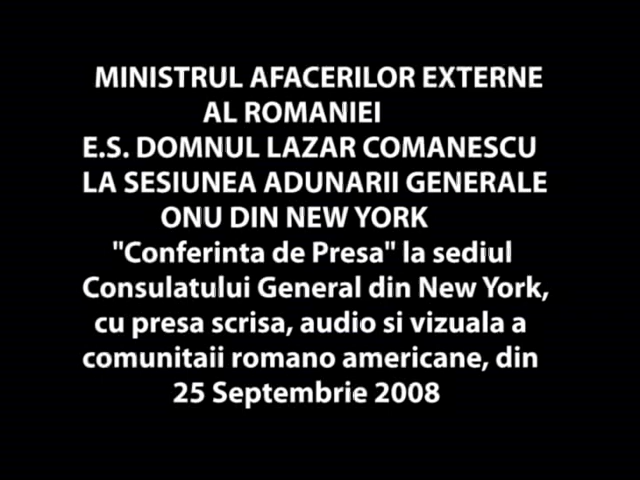 MINISTRUL AFACERILOR EXTERNE
AL ROMANIEI
E.S. DOMNUL LAZAR COMANESCU
LA SESIUNEA ADUNARII GENERALE
ONU DIN NEW YORK
"Conferinta de Presa" la sediul
Consulatului General din New York,
cu presa scrisa, audio si vizuala a
comunitaii romano americane, din
25 Septembrie 2008